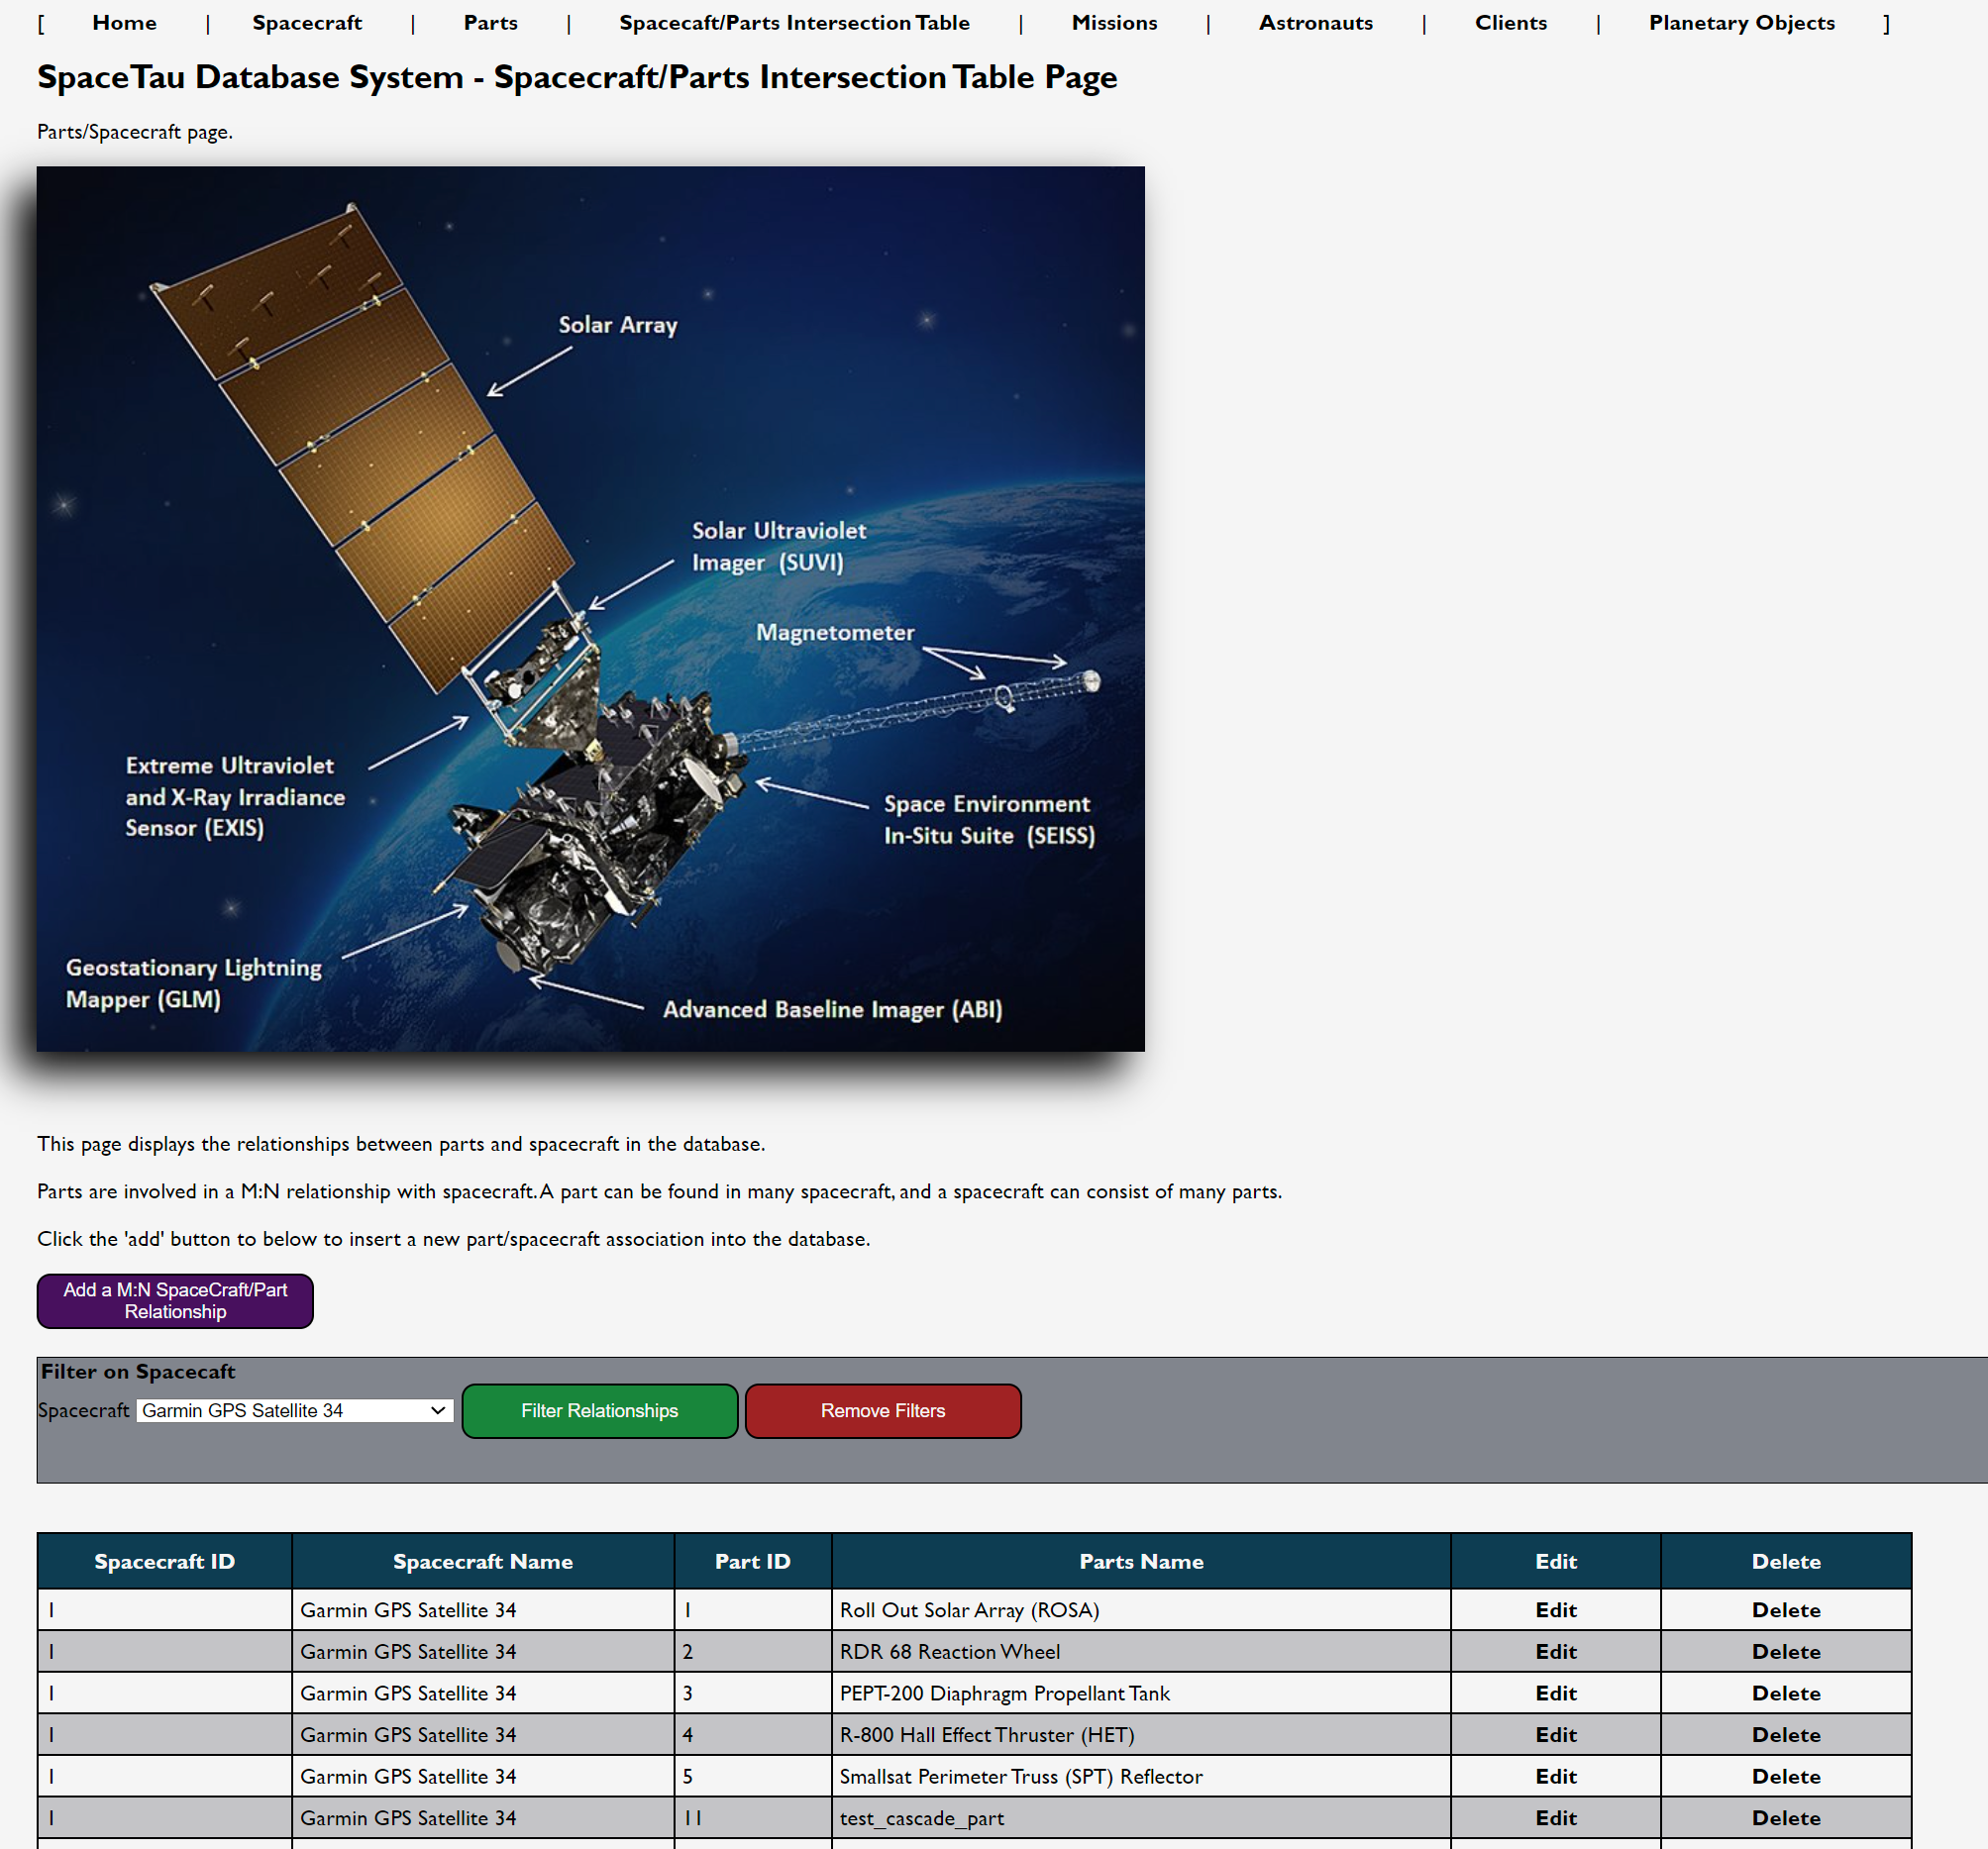 [ Home | Spacecraft | Parts | Spacecaft/Parts Intersection Table | Missions | Astronauts | Clients | Planetary Objects ]
SpaceTau Database System - Spacecraft/Parts Intersection Table Page
Parts/Spacecraft page.
Solar Array
Solar Ultraviolet
Imager (SUVI)
Magnetometer
Extreme Ultraviolet
and X-Ray Irradiance
Sensor (EXIS)
Space Environment
In-Situ Suite (SEISS)
Geostationary Lightning
Mapper (GLM)
Advanced Baseline Imager (ABI)
This page displays the relationships between parts and spacecraft in the database.
Parts are involved in a M:N relationship with spacecraft. A part can be found in many spacecraft, and a spacecraft can consist of many parts.
Click the 'add' button to below to insert a new part/spacecraft association into the database.
Add a M:N SpaceCraft/Part
Relationship
Filter on Spacecaft
Spacecraft Garmin GPS Satellite 34 Filter Relationships Remove Filters
Spacecraft ID Spacecraft Name Part ID Parts Name Edit Delete
1 Garmin GPS Satellite 34 1 Roll Out Solar Array (ROSA) Edit Delete
1 Garmin GPS Satellite 34 2 RDR 68 Reaction Wheel Edit Delete
1 Garmin GPS Satellite 34 3 PEPT-200 Diaphragm Propellant Tank Edit Delete
1 Garmin GPS Satellite 34 4 R-800 Hall Effect Thruster (HET) Edit Delete
1 Garmin GPS Satellite 34 5 Smallsat Perimeter Truss (SPT) Reflector Edit Delete
1 Garmin GPS Satellite 34 11 test_cascade_part Edit Delete